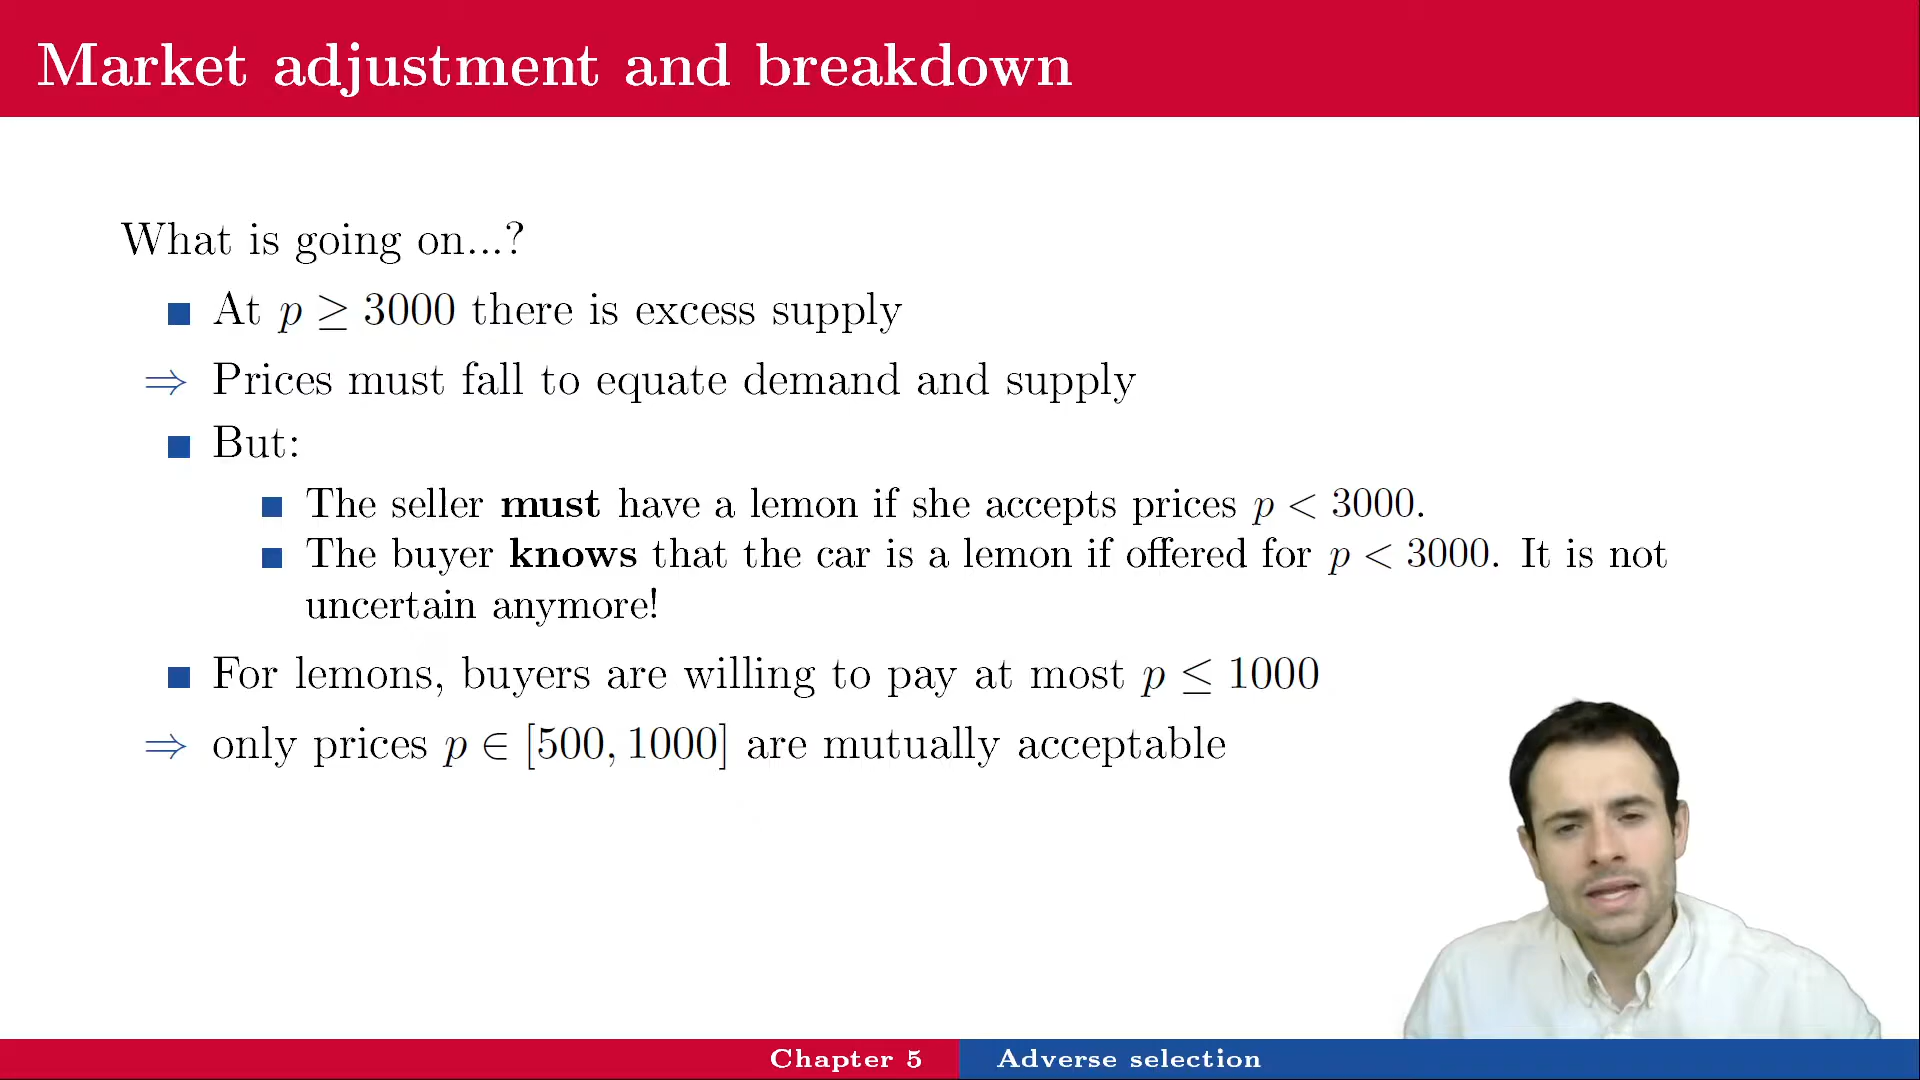 Market adjustment and breakdown
What is going on...?
At p ≥ 3000 there is excess supply
⇒ Prices must fall to equate demand and supply
But:
The seller must have a lemon if she accepts prices p < 3000.
The buyer knows that the car is a lemon if offered for p < 3000. It is not
uncertain anymore!
For lemons, buyers are willing to pay at most p ≤ 1000
⇒ only prices p ∈ [500, 1000] are mutually acceptable
Chapter 5
Adverse selection